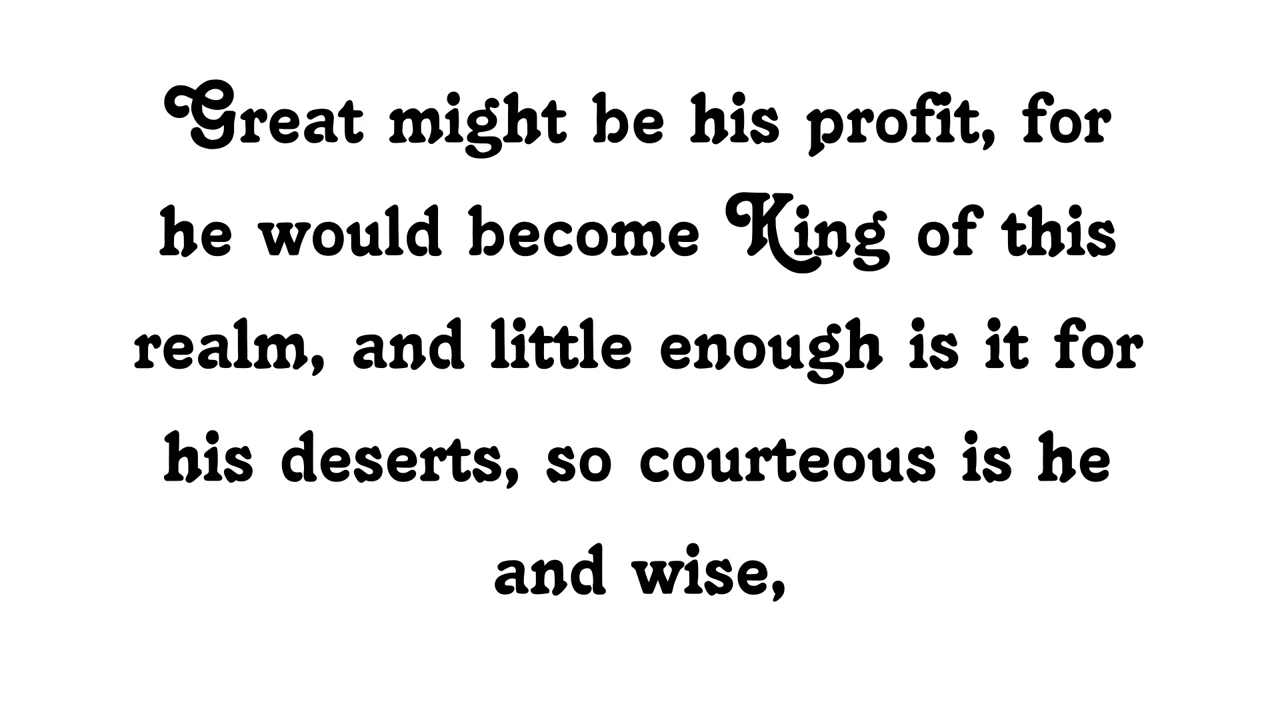 Great might be his profit, for
he would become King of this
realm, and little enough is it for
his deserts, so courteous is he
and wise,